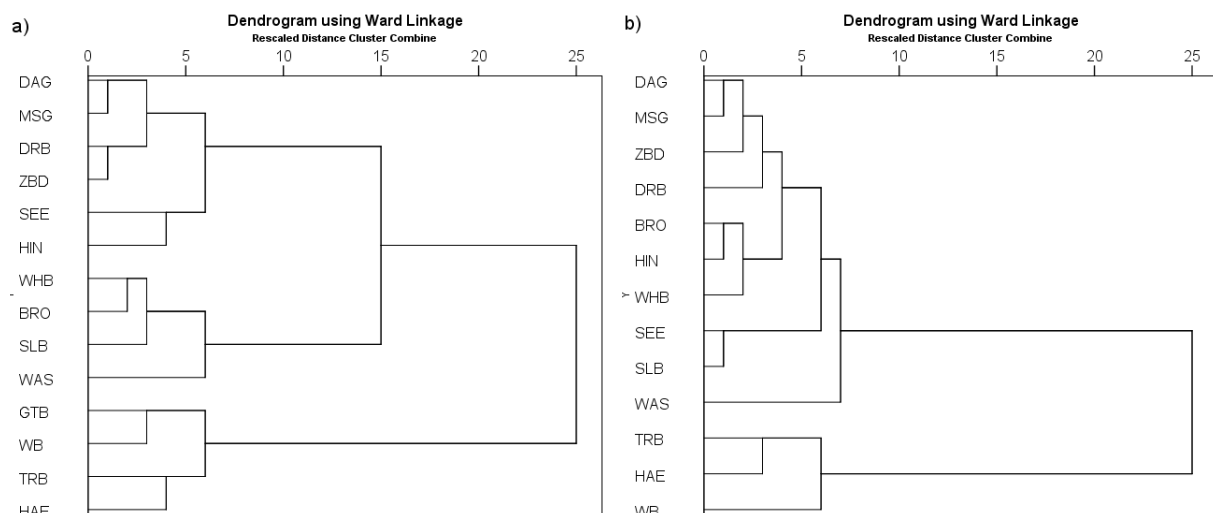 a)
Dendrogram using Ward Linkage
Rescaled Distance Cluster Combine
0 5 10 15 20 25
DAG
MSG
DRB
ZBD
SEE
HIN
WHB
BRO
SLB
WAS
GTB
WB
TRB
HAE
b)
Dendrogram using Ward Linkage
Rescaled Distance Cluster Combine
0 5 10 15 20 25
DAG
MSG
ZBD
DRB
BRO
HIN
Y
WHB
SEE
SLB
WAS
TRB
HAE
WB